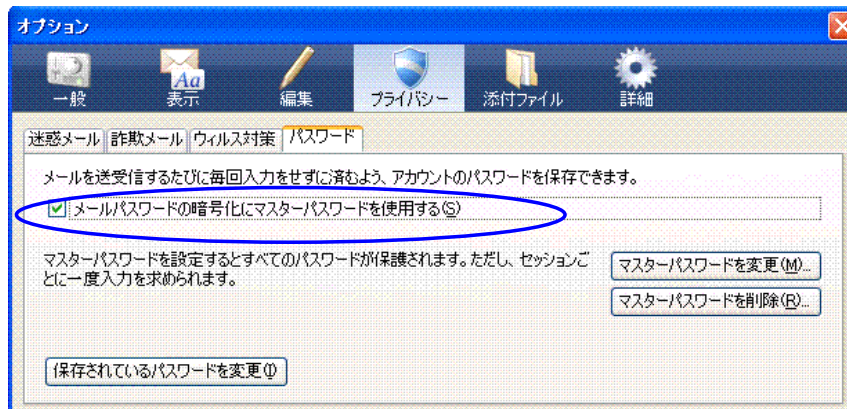 オプション
一般 表示 編集 プライバシー 添付ファイル 詳細
迷惑メール 詐欺メール ウィルス対策 パスワード
メールを送受信するたびに毎回入力をせずに済むよう、アカウントのパスワードを保存できます。
メールパスワードの暗号化にマスターパスワードを使用する(S)
マスターパスワードを設定するとすべてのパスワードが保護されます。ただし、セッションご
とに一度入力を求められます。
マスターパスワードを変更(M)...
マスターパスワードを削除(R)...
保存されているパスワードを変更(I)